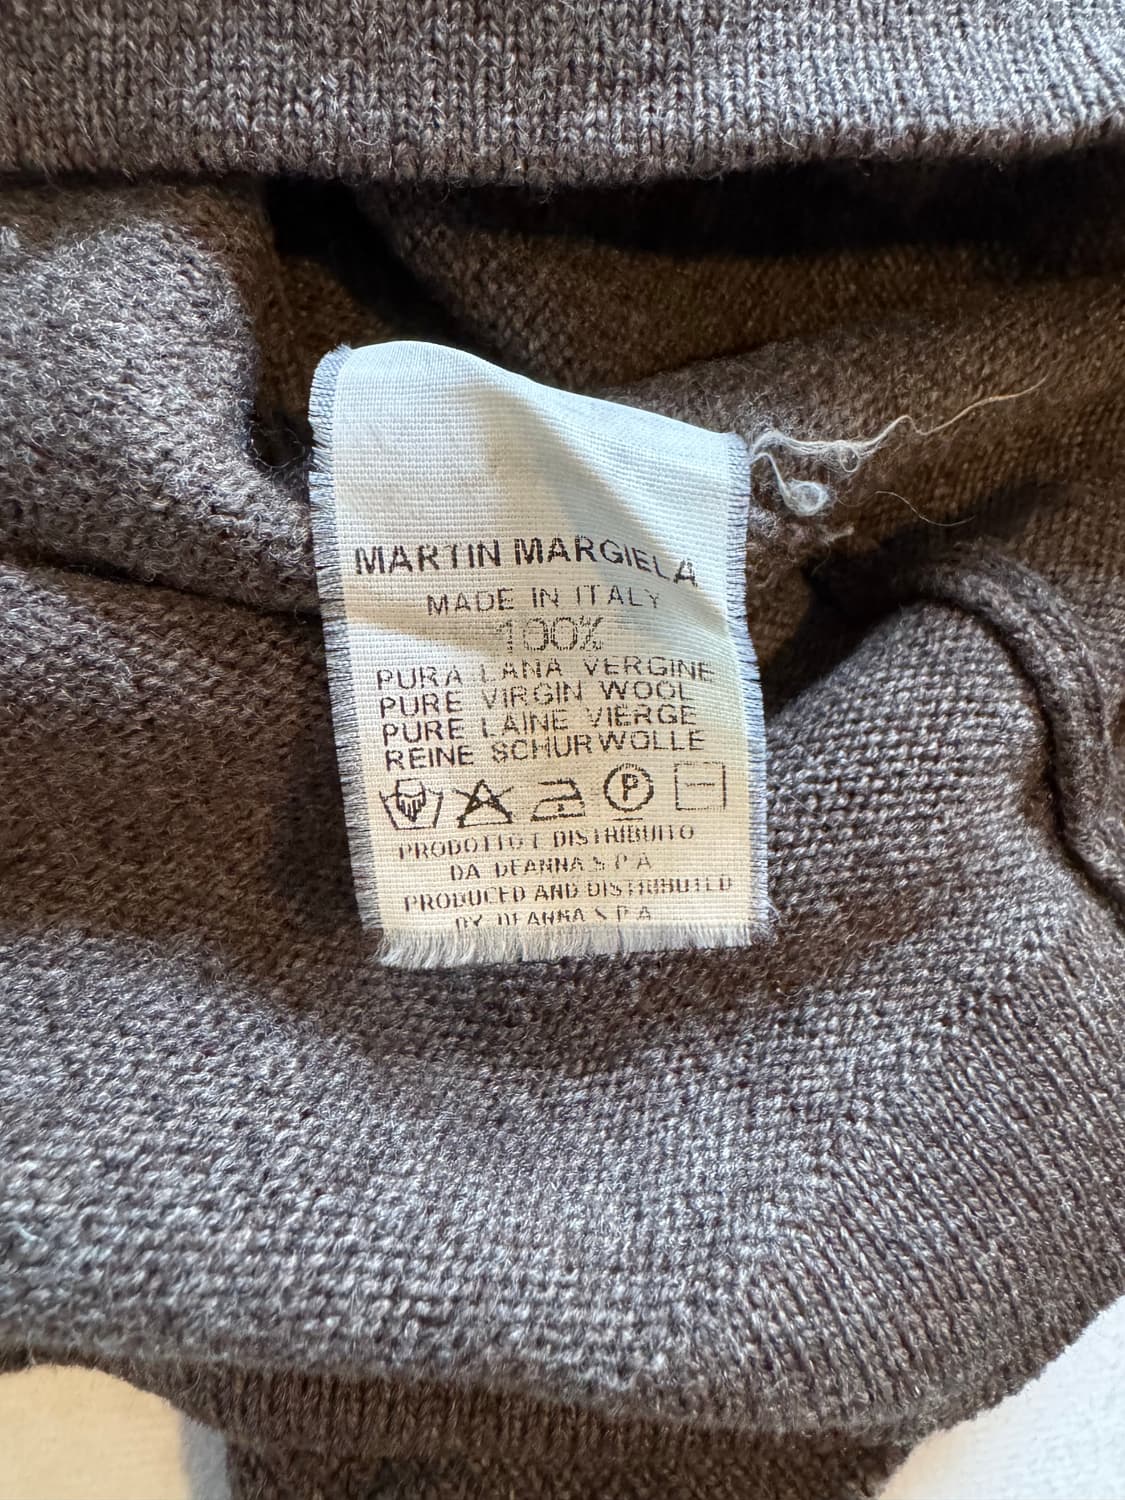 MARTIN MARGIELA
MADE IN ITALY
100%
PURA LANA VERGINE
PURE VIRGIN WOOL
PURE LAINE VIERGE
REINE SCHURWOLLE
P
PRODOTTO E DISTRIBUITO
DA DEANNA S.P.A
PRODUCED AND DISTRIBUTED
BY DEANNA S.P.A